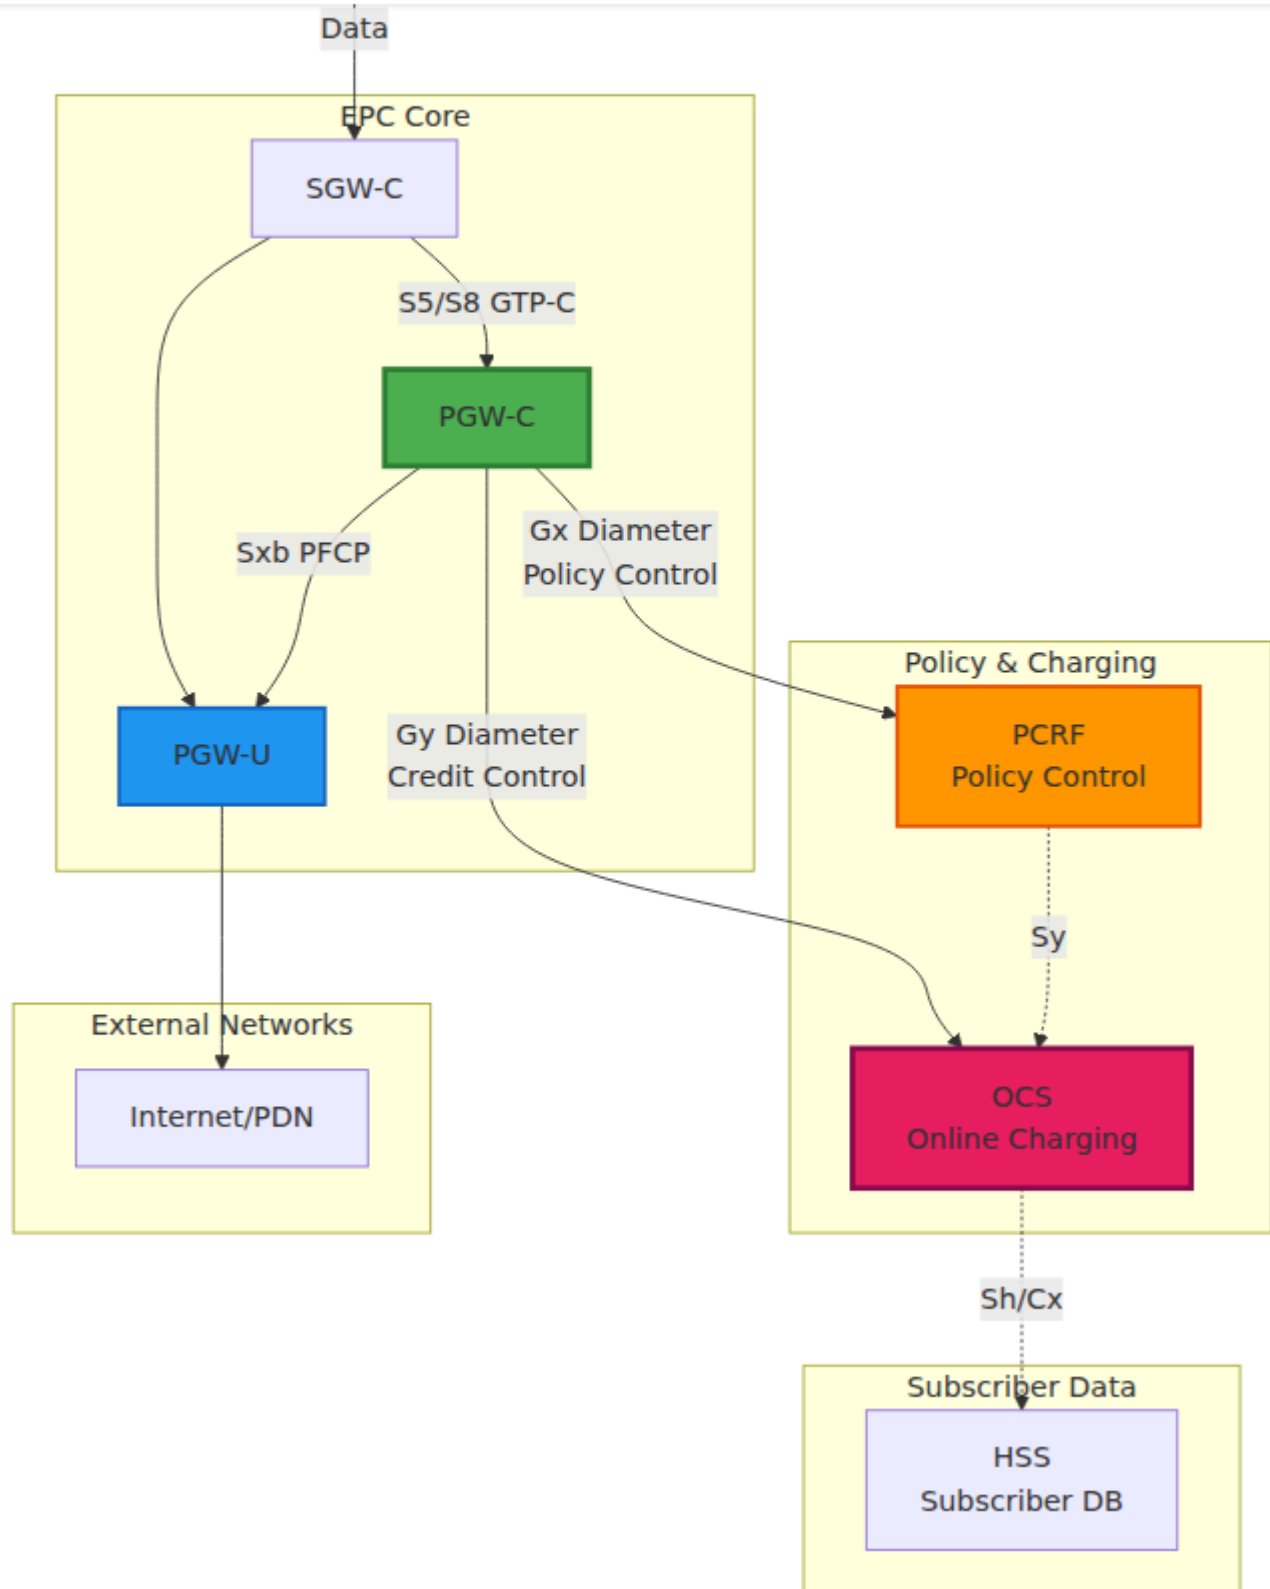 Data
EPC Core
SGW-C
S5/S8 GTP-C
PGW-C
Gx Diameter
Policy Control
Sxb PFCP
Policy & Charging
PCRF
Policy Control
Gy Diameter
Credit Control
PGW-U
Sy
External Networks
Internet/PDN
OCS
Online Charging
Sh/Cx
Subscriber Data
HSS
Subscriber DB